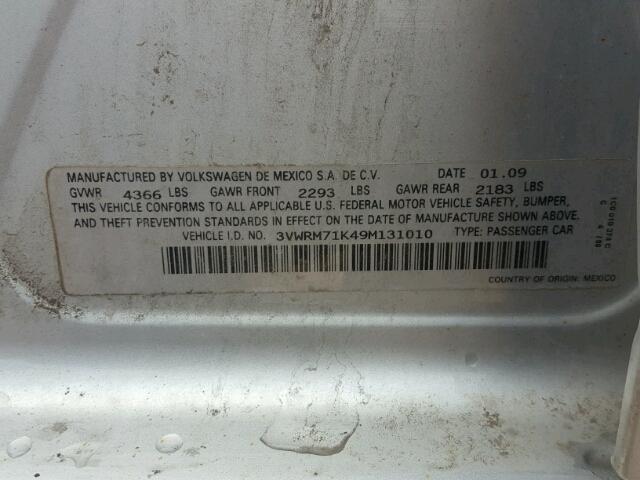 MANUFACTURED BY VOLKSWAGEN DE MEXICO S.A. DE C.V. DATE 01.09
GVWR 4366 LBS GAWR FRONT 2293 LBS GAWR REAR 2183 LBS
THIS VEHICLE CONFORMS TO ALL APPLICABLE U.S. FEDERAL MOTOR VEHICLE SAFETY, BUMPER,
AND THEFT PREVENTION STANDARDS IN EFFECT ON THE DATE OF MANUFACTURE SHOWN ABOVE.
VEHICLE I.D. NO. 3VWRM71K49M131010 TYPE: PASSENGER CAR
COUNTRY OF ORIGIN: MEXICO